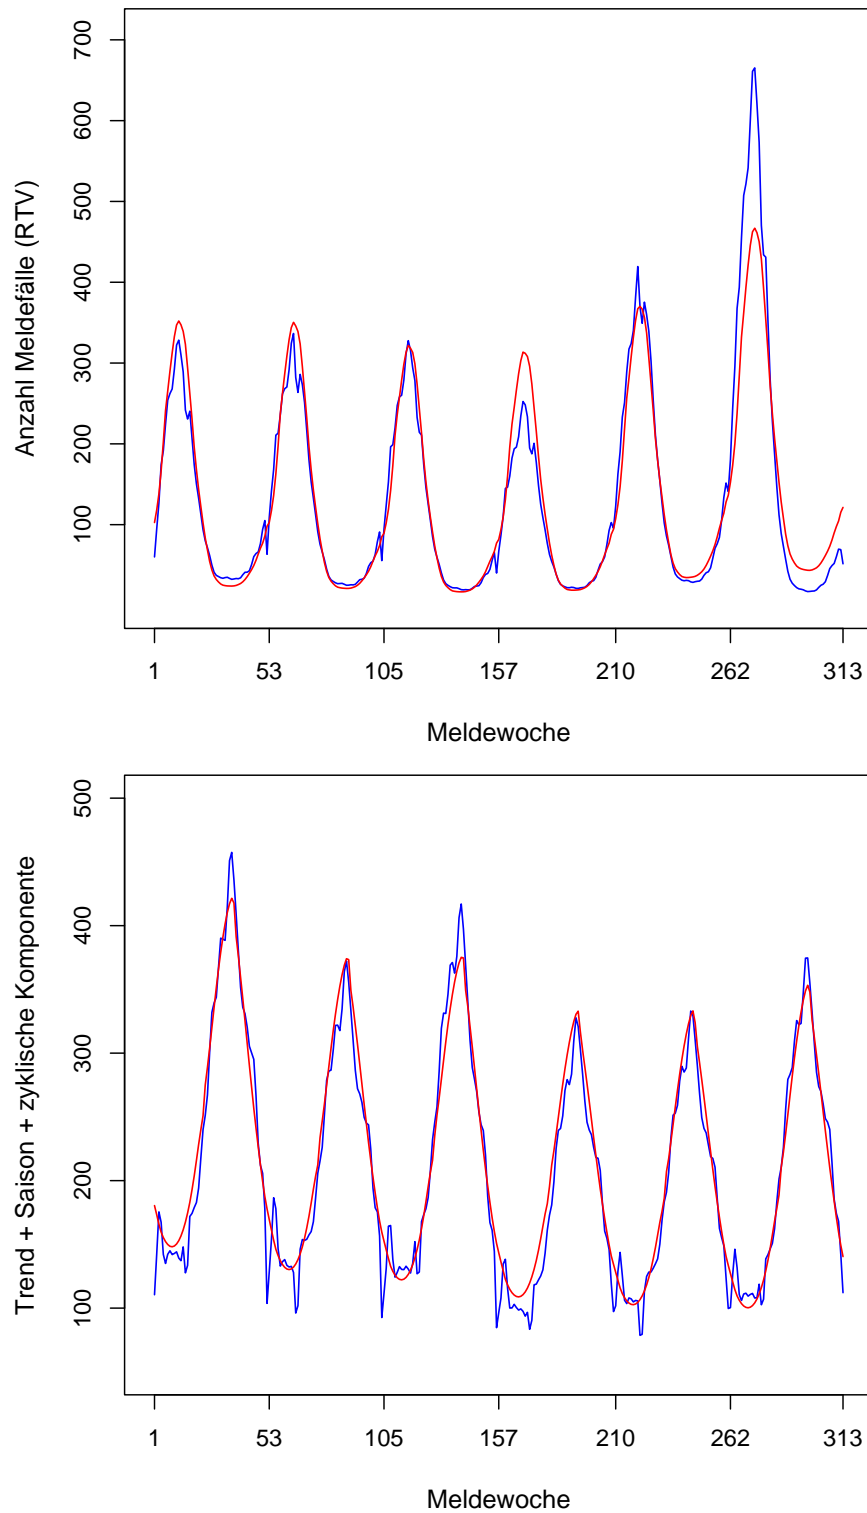 Anzahl Meldefälle (RTV)
700
600
500
400
300
200
100
1 53 105 157 210 262 313
Meldewoche
Trend + Saison + zyklische Komponente
500
400
300
200
100
1 53 105 157 210 262 313
Meldewoche